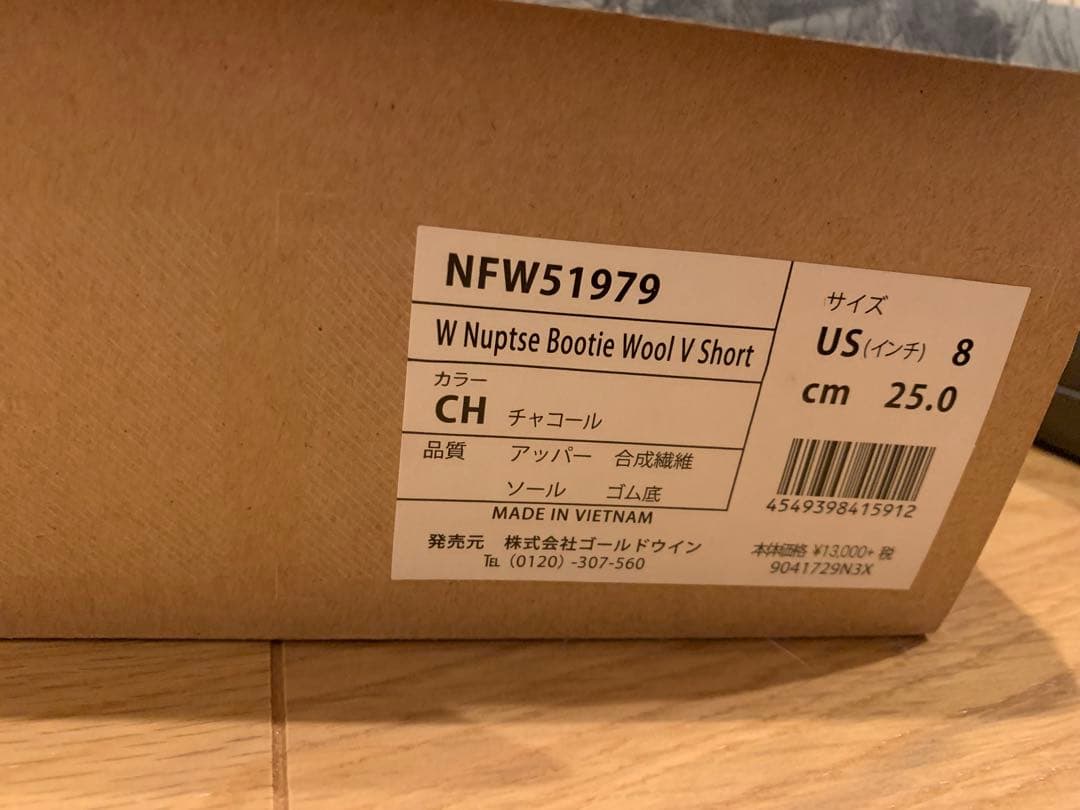 NFW51979
W Nuptse Bootie Wool V Short
カラー
CH チャコール
品質 アッパー 合成繊維
ソール ゴム底
MADE IN VIETNAM
発売元 株式会社ゴールドウイン
℡ (0120) -307-560
サイズ
US (インチ) 8
cm 25.0
4549398415912
本体価格 ¥13,000+ 税
9041729N3X